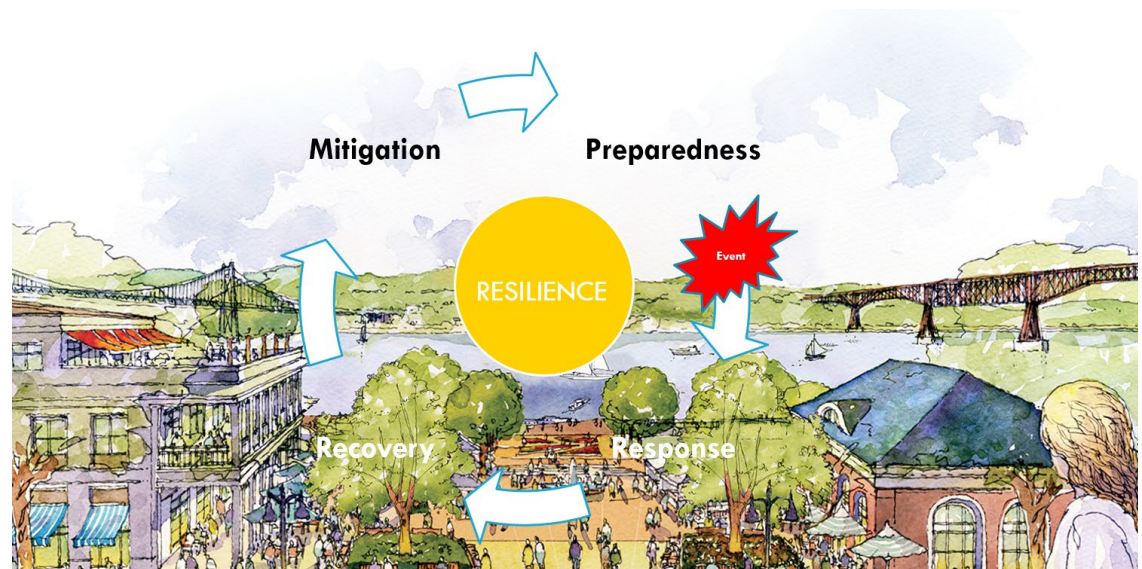 Mitigation
Preparedness
Event
RESILIENCE
Recovery
Response